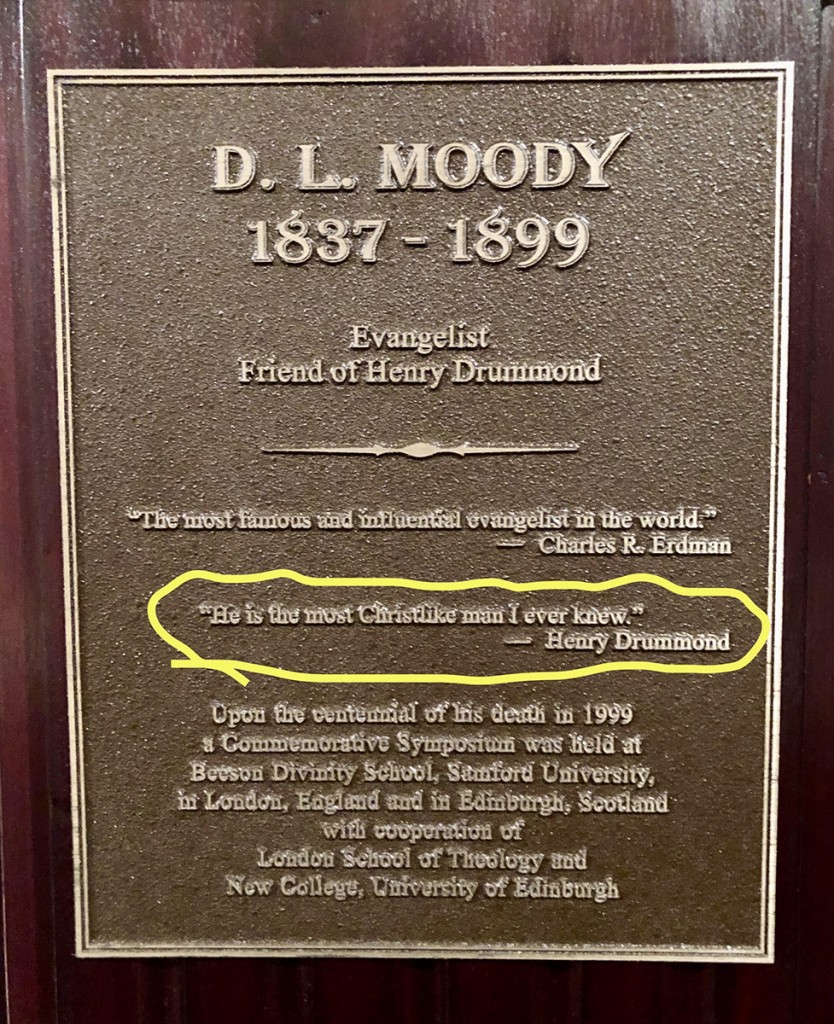 D. L. MOODY
1837 - 1899
Evangelist
Friend of Henry Drummond
“The most famous and influential evangelist in the world.”
— Charles R. Erdman
“He is the most Christlike man I ever knew.”
— Henry Drummond
Upon the centennial of his death in 1999
a Commemorative Symposium was held at
Beeson Divinity School, Samford University,
in London, England and in Edinburgh, Scotland
with cooperation of
London School of Theology and
New College, University of Edinburgh